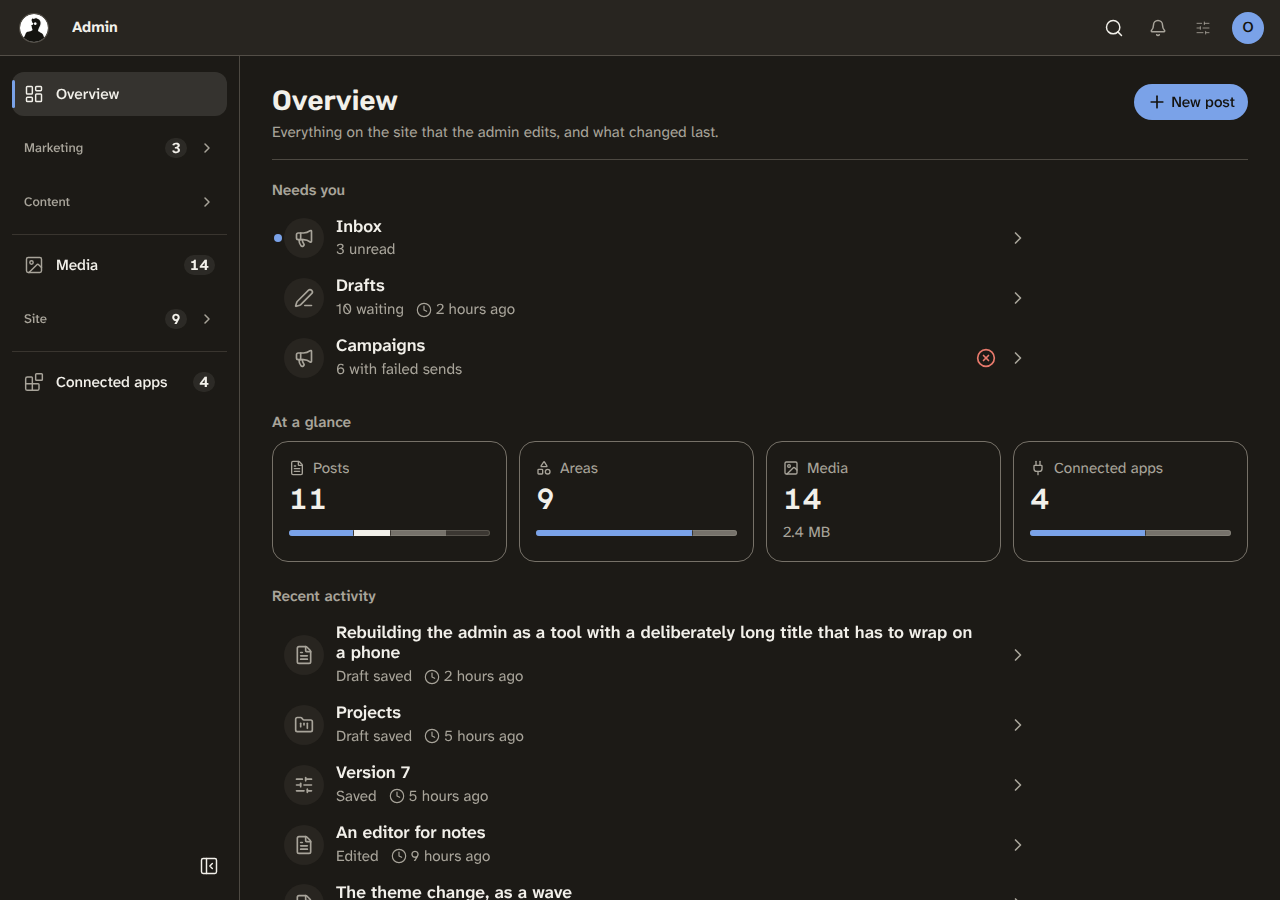 Admin
O
Overview
Marketing 3
Content
Media 14
Site 9
Connected apps 4
Overview
New post
Everything on the site that the admin edits, and what changed last.
Needs you
Inbox
3 unread
Drafts
10 waiting 2 hours ago
Campaigns
6 with failed sends
At a glance
Posts
11
Areas
9
Media
14
2.4 MB
Connected apps
4
Recent activity
Rebuilding the admin as a tool with a deliberately long title that has to wrap on
a phone
Draft saved 2 hours ago
Projects
Draft saved 5 hours ago
Version 7
Saved 5 hours ago
An editor for notes
Edited 9 hours ago
The theme change, as a wave